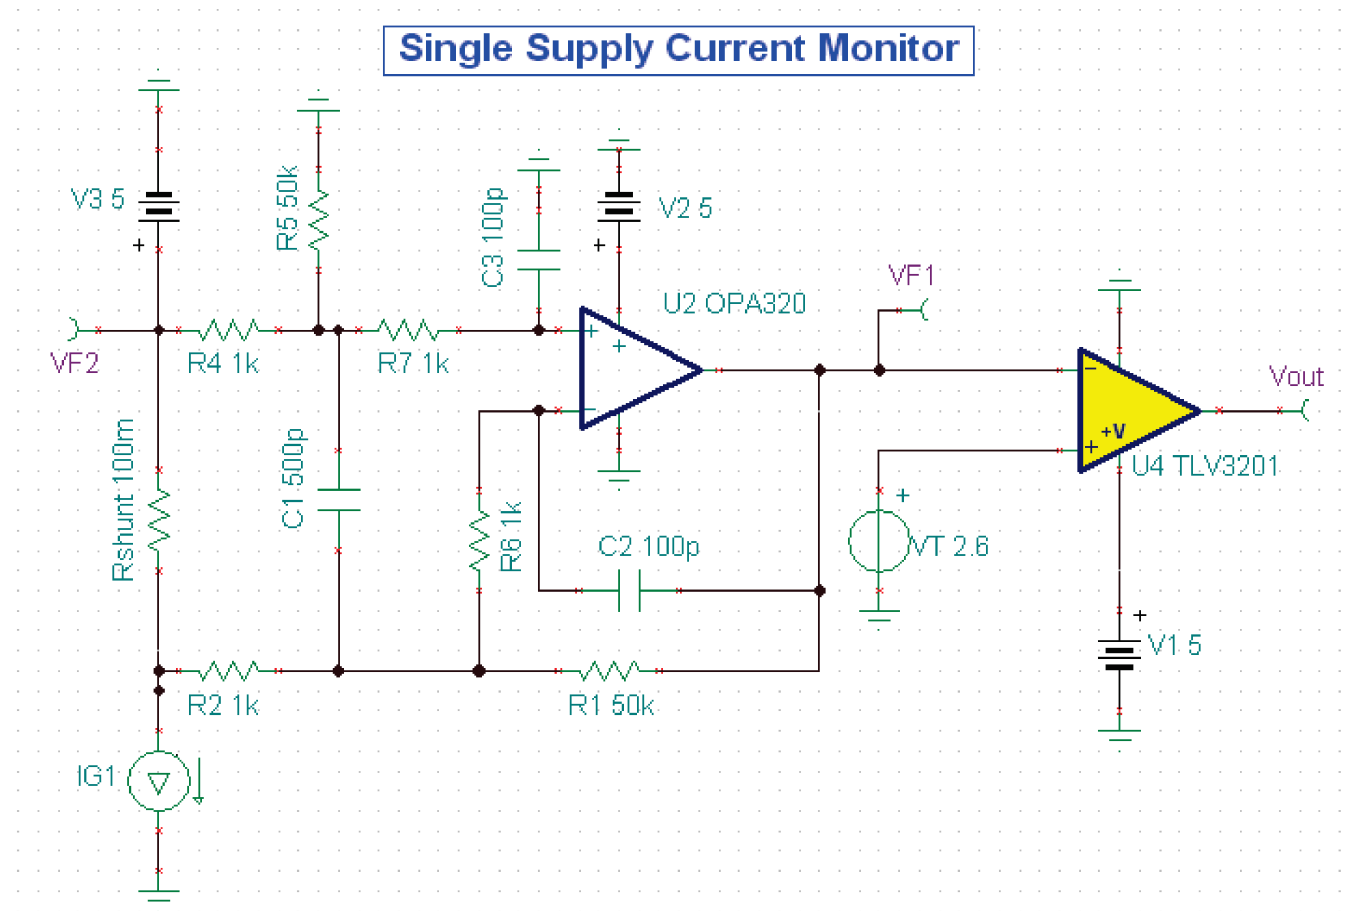 Single Supply Current Monitor
V3 5
R5 50k
C3 100p
V2 5
+
+
VF1
U2 OPA320
VF2
R4 1k
R7 1k
+
+
−
Vout
−
+V
+
U4 TLV3201
Rshunt 100m
C1 500p
R6 1k
C2 100p
+
VT 2.6
+
V1 5
R2 1k
R1 50k
IG1